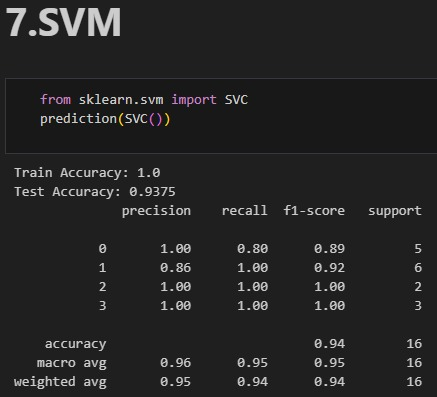 7.SVM
from sklearn.svm import SVC
prediction(SVC())
Train Accuracy: 1.0
Test Accuracy: 0.9375
precision recall f1-score support
0 1.00 0.80 0.89 5
1 0.86 1.00 0.92 6
2 1.00 1.00 1.00 2
3 1.00 1.00 1.00 3
accuracy 0.94 16
macro avg 0.96 0.95 0.95 16
weighted avg 0.95 0.94 0.94 16